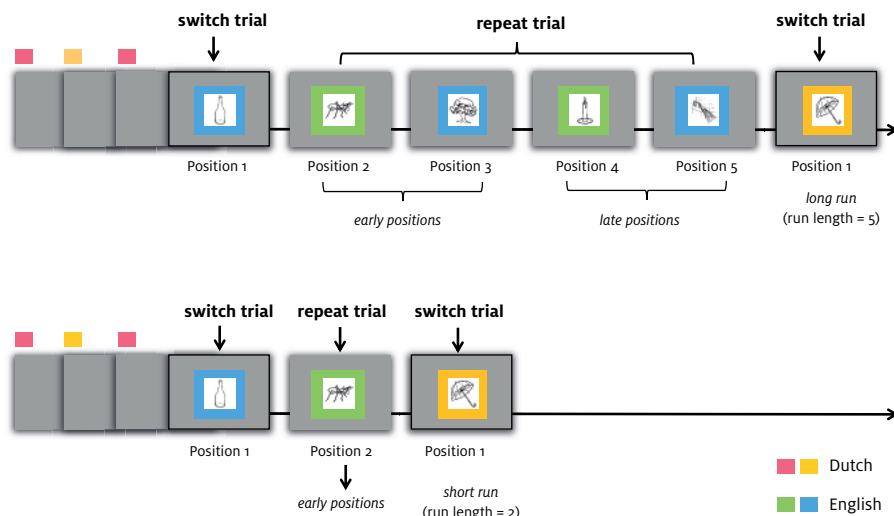 switch trial
repeat trial
switch trial
Position 1
Position 2
Position 3
Position 4
Position 5
Position 1
early positions
late positions
long run
(run length = 5)
switch trial
repeat trial
switch trial
Position 1
Position 2
Position 1
early positions
short run
(run length = 2)
Dutch
English